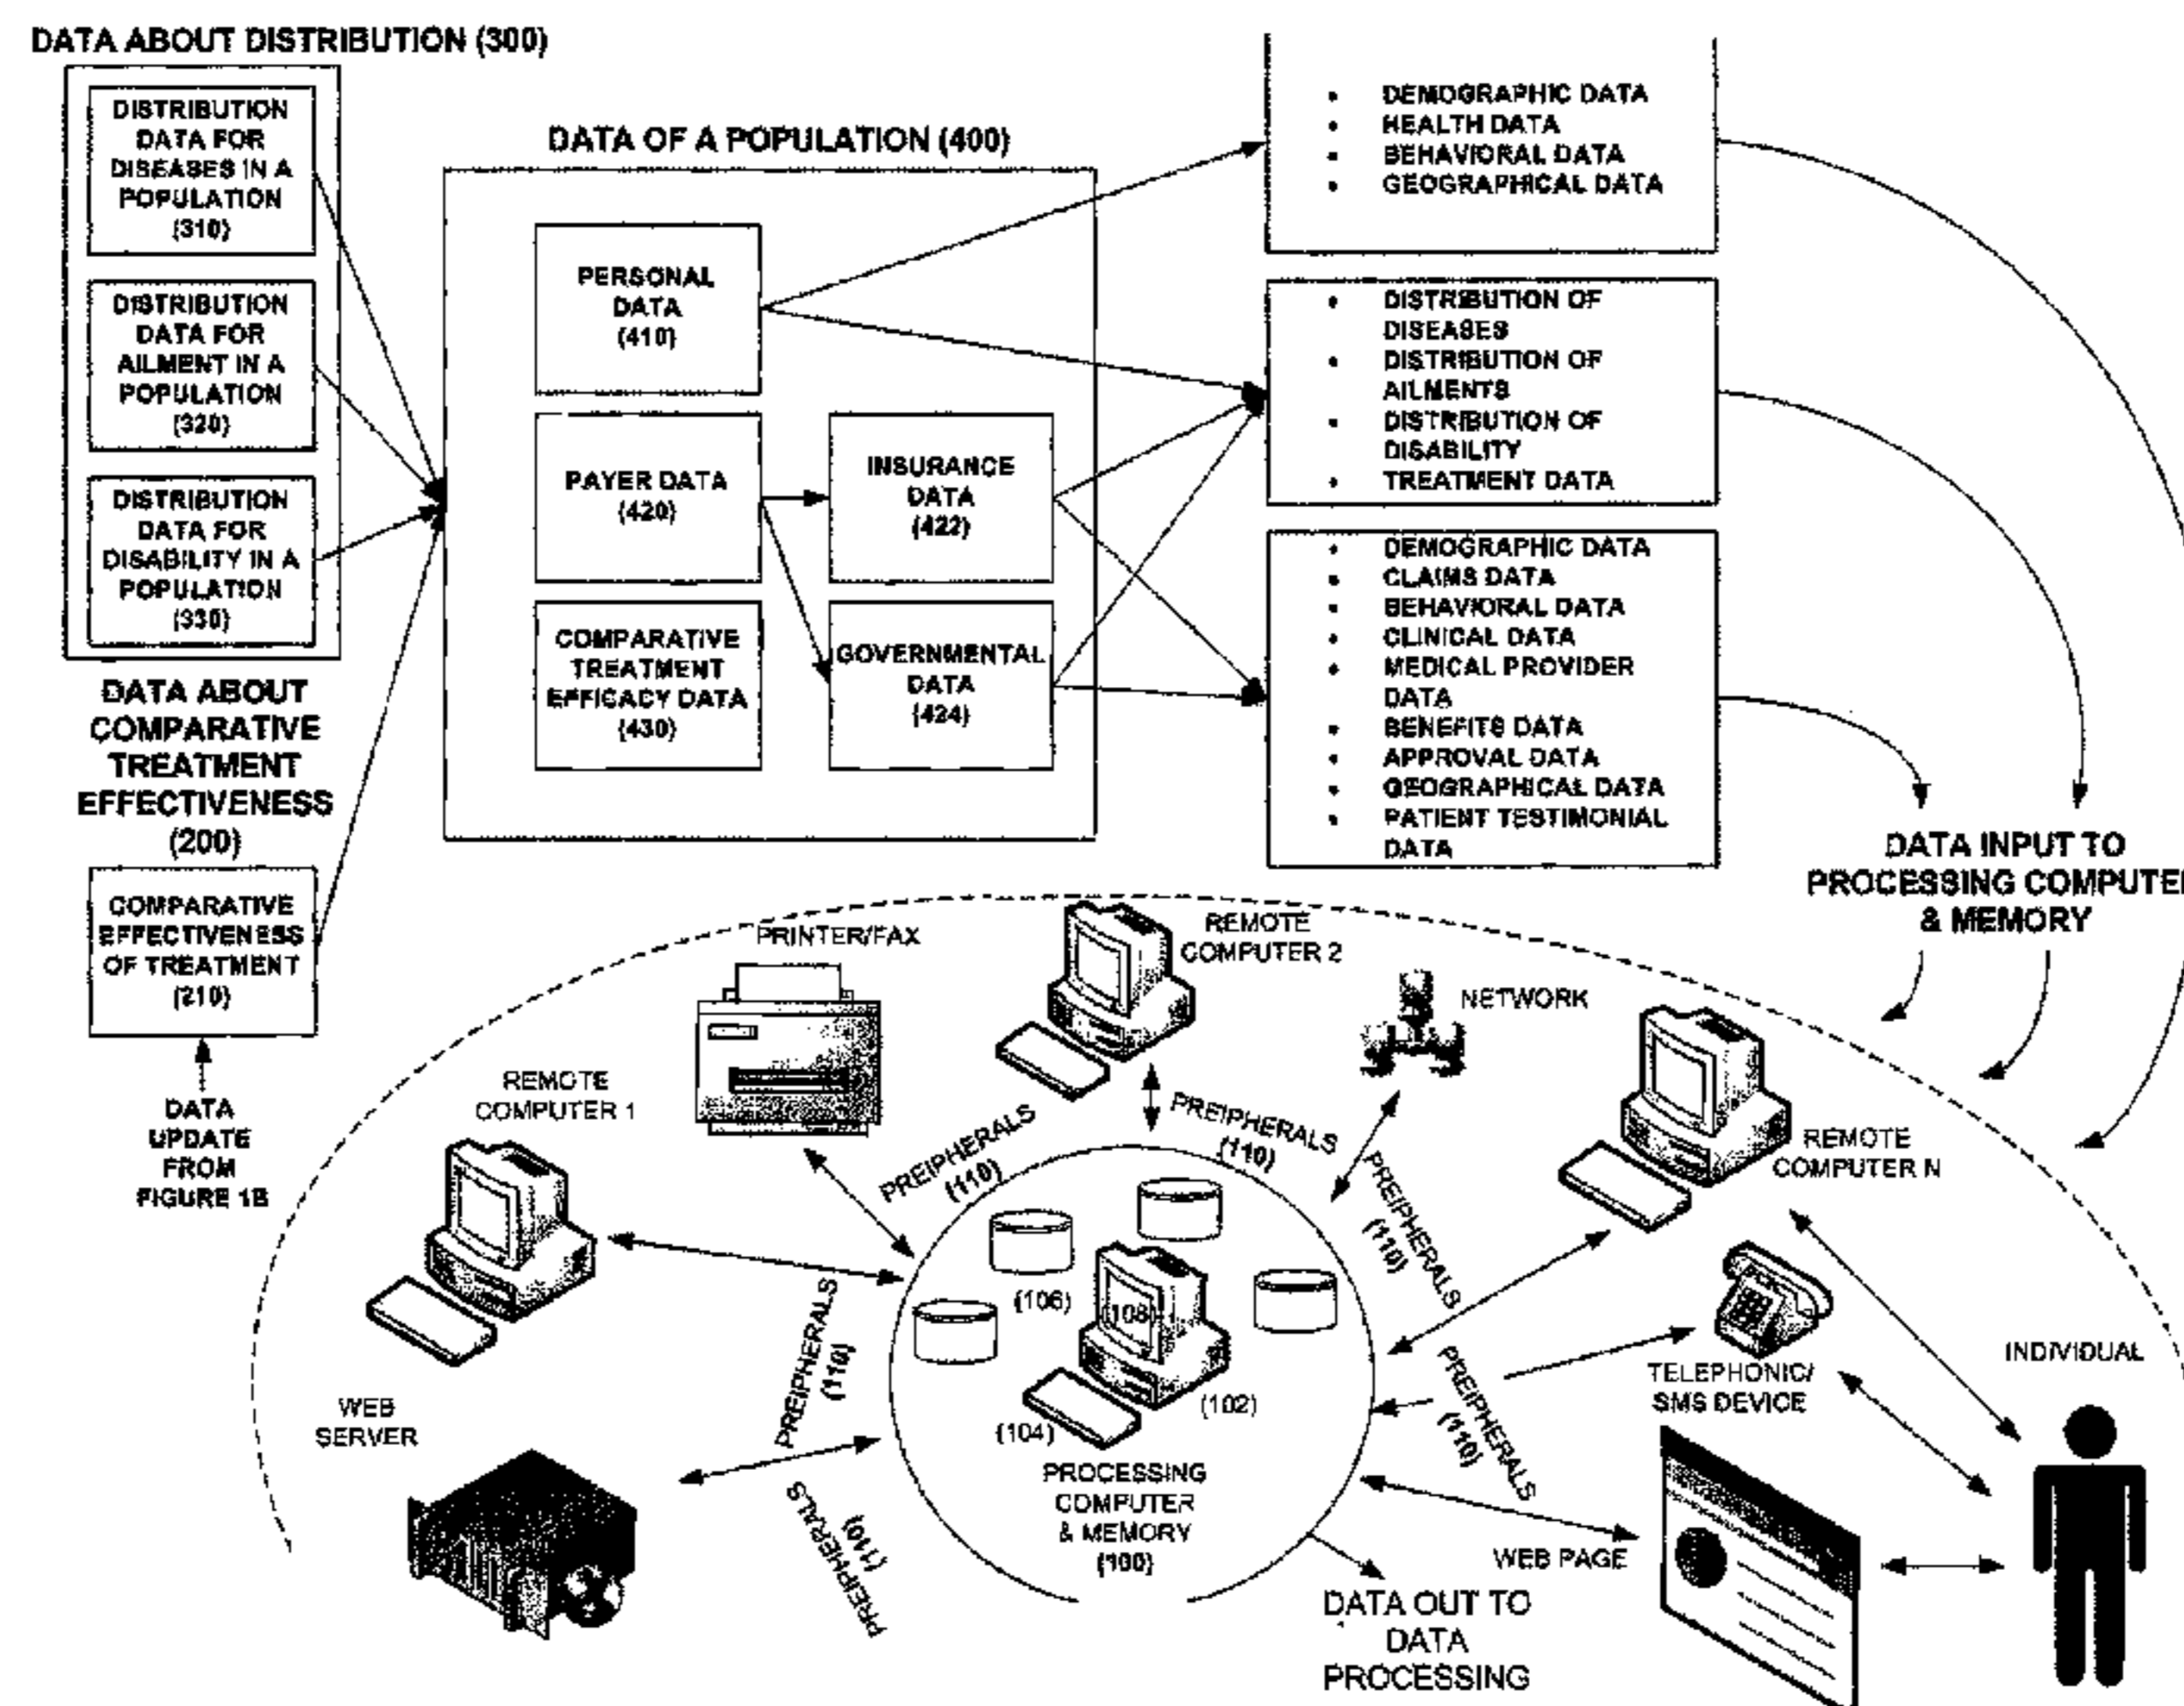 DATA ABOUT DISTRIBUTION (300)
DISTRIBUTION
DATA FOR
DISEASES IN A
POPULATION
(310)
DISTRIBUTION
DATA FOR
AILMENT IN A
POPULATION
(320)
DISTRIBUTION
DATA FOR
DISABILITY IN A
POPULATION
(330)
DATA ABOUT
COMPARATIVE
TREATMENT
EFFECTIVENESS
(200)
COMPARATIVE
EFFECTIVENESS
OF TREATMENT
(210)
DATA
UPDATE
FROM
FIGURE 1B
DATA OF A POPULATION (400)
PERSONAL
DATA
(410)
PAYER DATA
(420)
INSURANCE
DATA
(422)
COMPARATIVE
TREATMENT
EFFICACY DATA
(430)
GOVERNMENTAL
DATA
(424)
• DEMOGRAPHIC DATA
• HEALTH DATA
• BEHAVIORAL DATA
• GEOGRAPHICAL DATA
• DISTRIBUTION OF
DISEASES
• DISTRIBUTION OF
AILMENTS
• DISTRIBUTION OF
DISABILITY
• TREATMENT DATA
• DEMOGRAPHIC DATA
• CLAIMS DATA
• BEHAVIORAL DATA
• CLINICAL DATA
• MEDICAL PROVIDER
DATA
• BENEFITS DATA
• APPROVAL DATA
• GEOGRAPHICAL DATA
• PATIENT TESTIMONIAL
DATA
DATA INPUT TO
PROCESSING COMPUTE
& MEMORY
PRINTER/FAX
REMOTE
COMPUTER 2
NETWORK
REMOTE
COMPUTER 1
REMOTE
COMPUTER N
PREIPHERALS
(110)
PREIPHERALS
(110)
PREIPHERALS
(110)
PREIPHERALS
(110)
PREIPHERALS
(110)
PREIPHERALS
(110)
(106)
(108)
(102)
(104)
PROCESSING
COMPUTER
& MEMORY
(100)
WEB
SERVER
TELEPHONIC/
SMS DEVICE
INDIVIDUAL
WEB PAGE
DATA OUT TO
DATA
PROCESSING